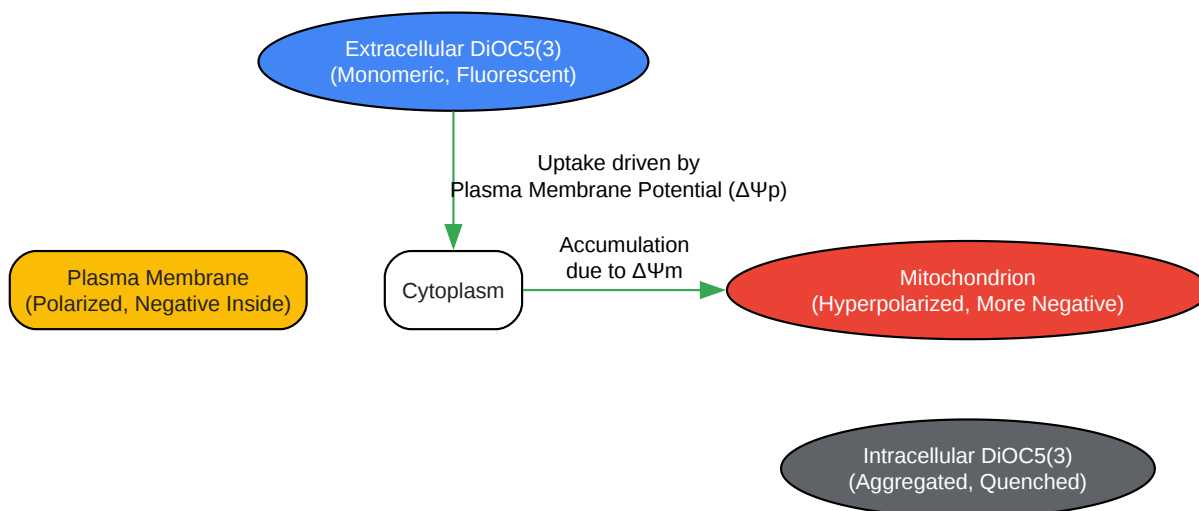 Extracellular DiOC5(3)
(Monomeric, Fluorescent)
Uptake driven by
Plasma Membrane Potential (ΔΨp)
Accumulation
due to ΔΨm
Plasma Membrane
(Polarized, Negative Inside)
Cytoplasm
Mitochondrion
(Hyperpolarized, More Negative)
Intracellular DiOC5(3)
(Aggregated, Quenched)